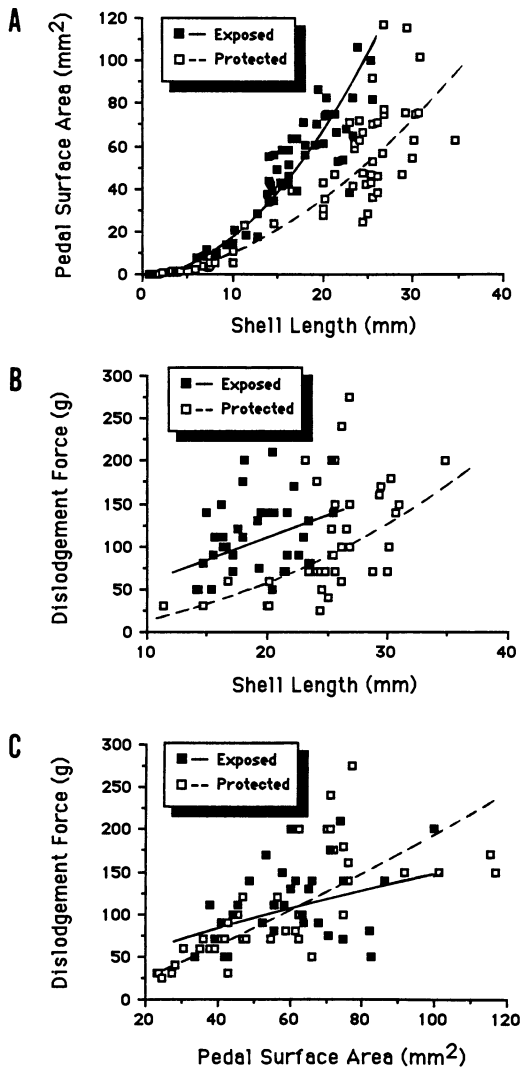 A
Exposed
Protected
Pedal Surface Area (mm2)
120
100
80
60
40
20
0
0 10 20 30 40
Shell Length (mm)
B
Exposed
Protected
Dislodgement Force (g)
300
250
200
150
100
50
0
10 20 30 40
Shell Length (mm)
C
Exposed
Protected
Dislodgement Force (g)
300
250
200
150
100
50
0
20 40 60 80 100 120
Pedal Surface Area (mm2)